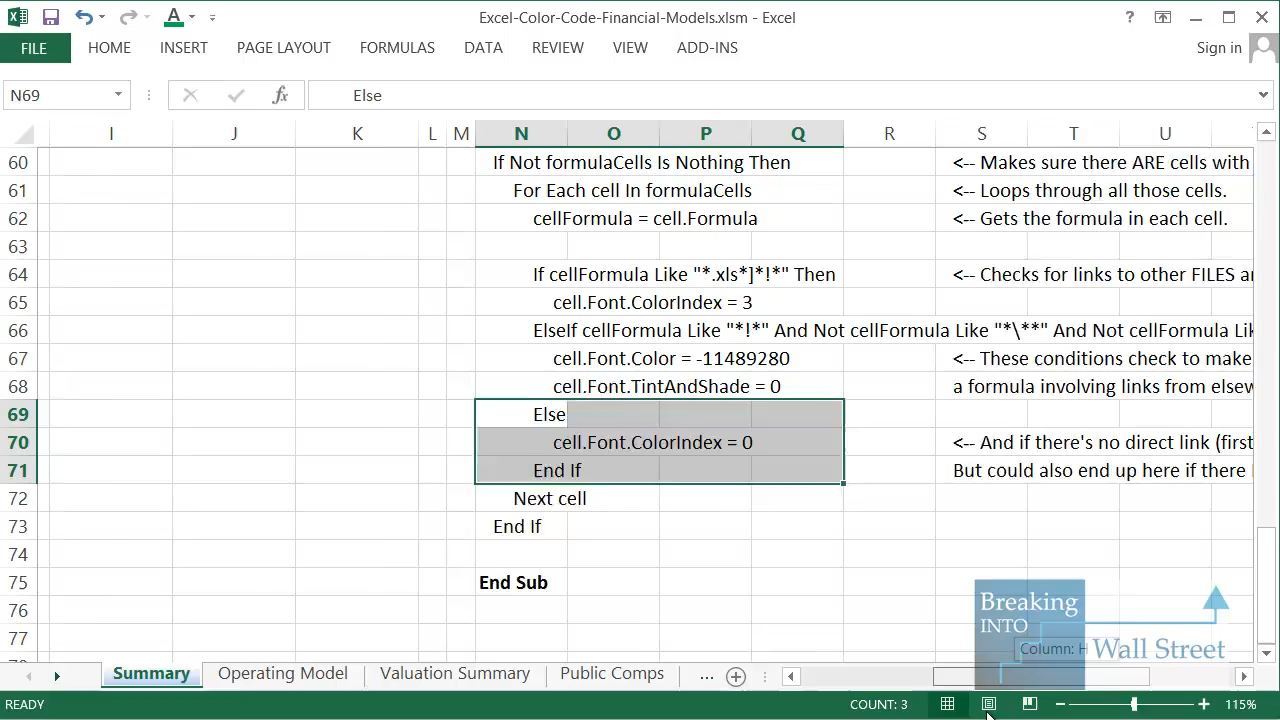 Excel-Color-Code-Financial-Models.xlsm - Excel
FILE HOME INSERT PAGE LAYOUT FORMULAS DATA REVIEW VIEW ADD-INS Sign in
N69 fx Else
I J K L M N O P Q R S T U
60 If Not formulaCells Is Nothing Then <-- Makes sure there ARE cells with
61 For Each cell In formulaCells <-- Loops through all those cells.
62 cellFormula = cell.Formula <-- Gets the formula in each cell.
63
64 If cellFormula Like "*.xls*]*!*" Then <-- Checks for links to other FILES
65 cell.Font.ColorIndex = 3
66 ElseIf cellFormula Like "*!*" And Not cellFormula Like "*\**" And Not cellFormula
67 cell.Font.Color = -11489280 <-- These conditions check to make
68 cell.Font.TintAndShade = 0 a formula involving links from
69 Else
70 cell.Font.ColorIndex = 0 <-- And if there's no direct link (first
71 End If But could also end up here if there
72 Next cell
73 End If
74
75 End Sub
76
77
Breaking
INTO
Wall Street
Column: H
Summary Operating Model Valuation Summary Public Comps ...
READY COUNT: 3 115%